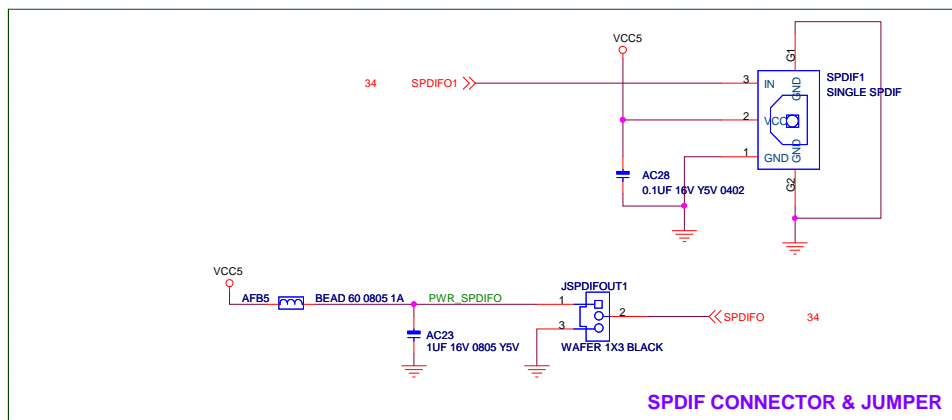 VCC5
34 SPDIFO1
3 IN
GND
G1
SPDIF1
SINGLE SPDIF
2 VCC
1 GND
GND
G2
AC28
0.1UF 16V Y5V 0402
VCC5
AFB5
BEAD 60 0805 1A
PWR_SPDIFO
AC23
1UF 16V 0805 Y5V
JSPDIFOUT1
1
2
3
WAFER 1X3 BLACK
SPDIFO 34
SPDIF CONNECTOR & JUMPER